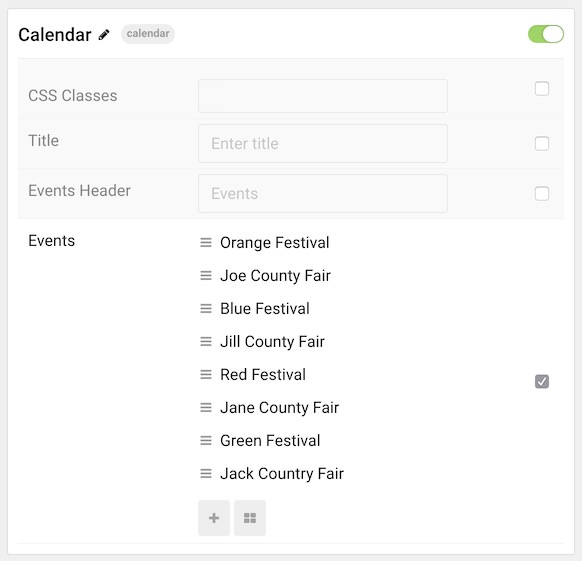 Calendar calendar
CSS Classes
Title Enter title
Events Header Events
Events Orange Festival
Joe County Fair
Blue Festival
Jill County Fair
Red Festival
Jane County Fair
Green Festival
Jack Country Fair